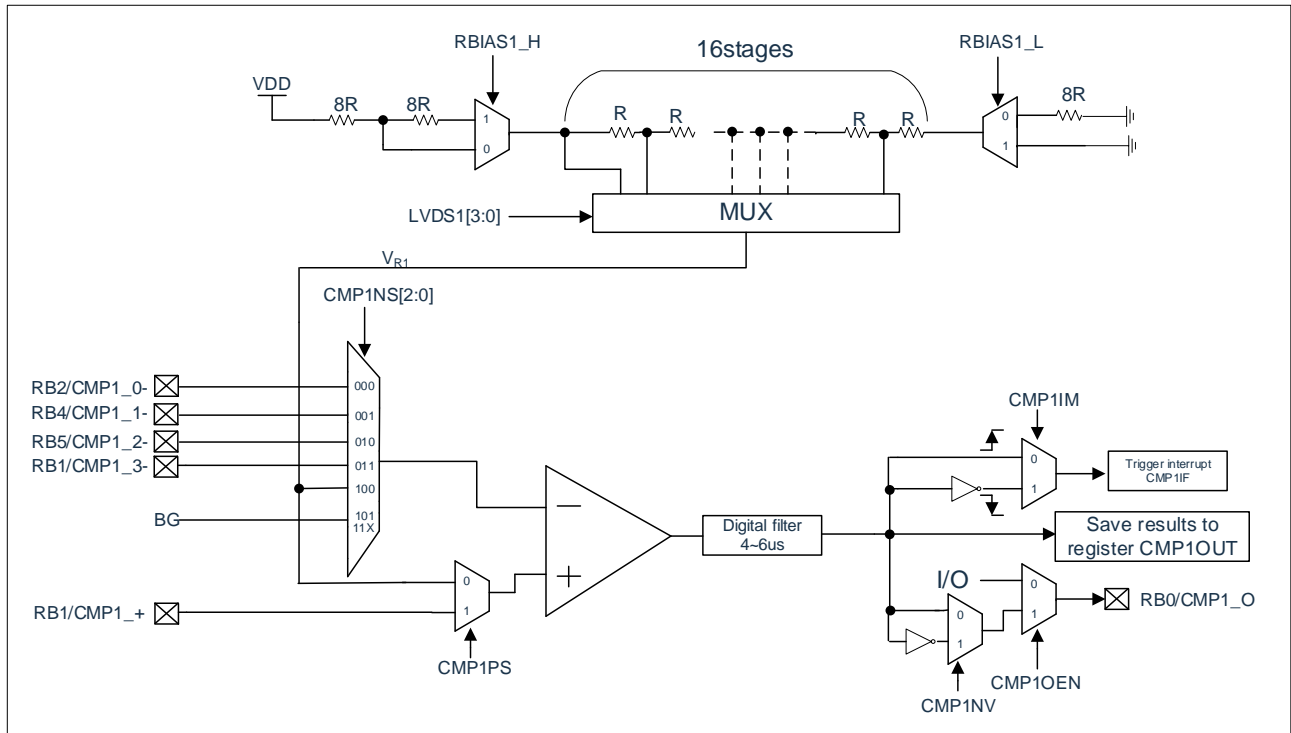 RBIAS1_H
16stages
RBIAS1_L
VDD
8R
8R
R
R
R
R
8R
1
0
0
1
LVDS1[3:0]
MUX
VR1
CMP1NS[2:0]
RB2/CMP1_0-
000
RB4/CMP1_1-
001
RB5/CMP1_2-
010
RB1/CMP1_3-
011
100
BG
101
11X
CMP1IM
0
1
Trigger interrupt
CMP1IF
Digital filter
4~6us
Save results to
register CMP1OUT
RB1/CMP1_+
0
1
CMP1PS
I/O
0
1
0
1
RB0/CMP1_O
CMP1OEN
CMP1NV